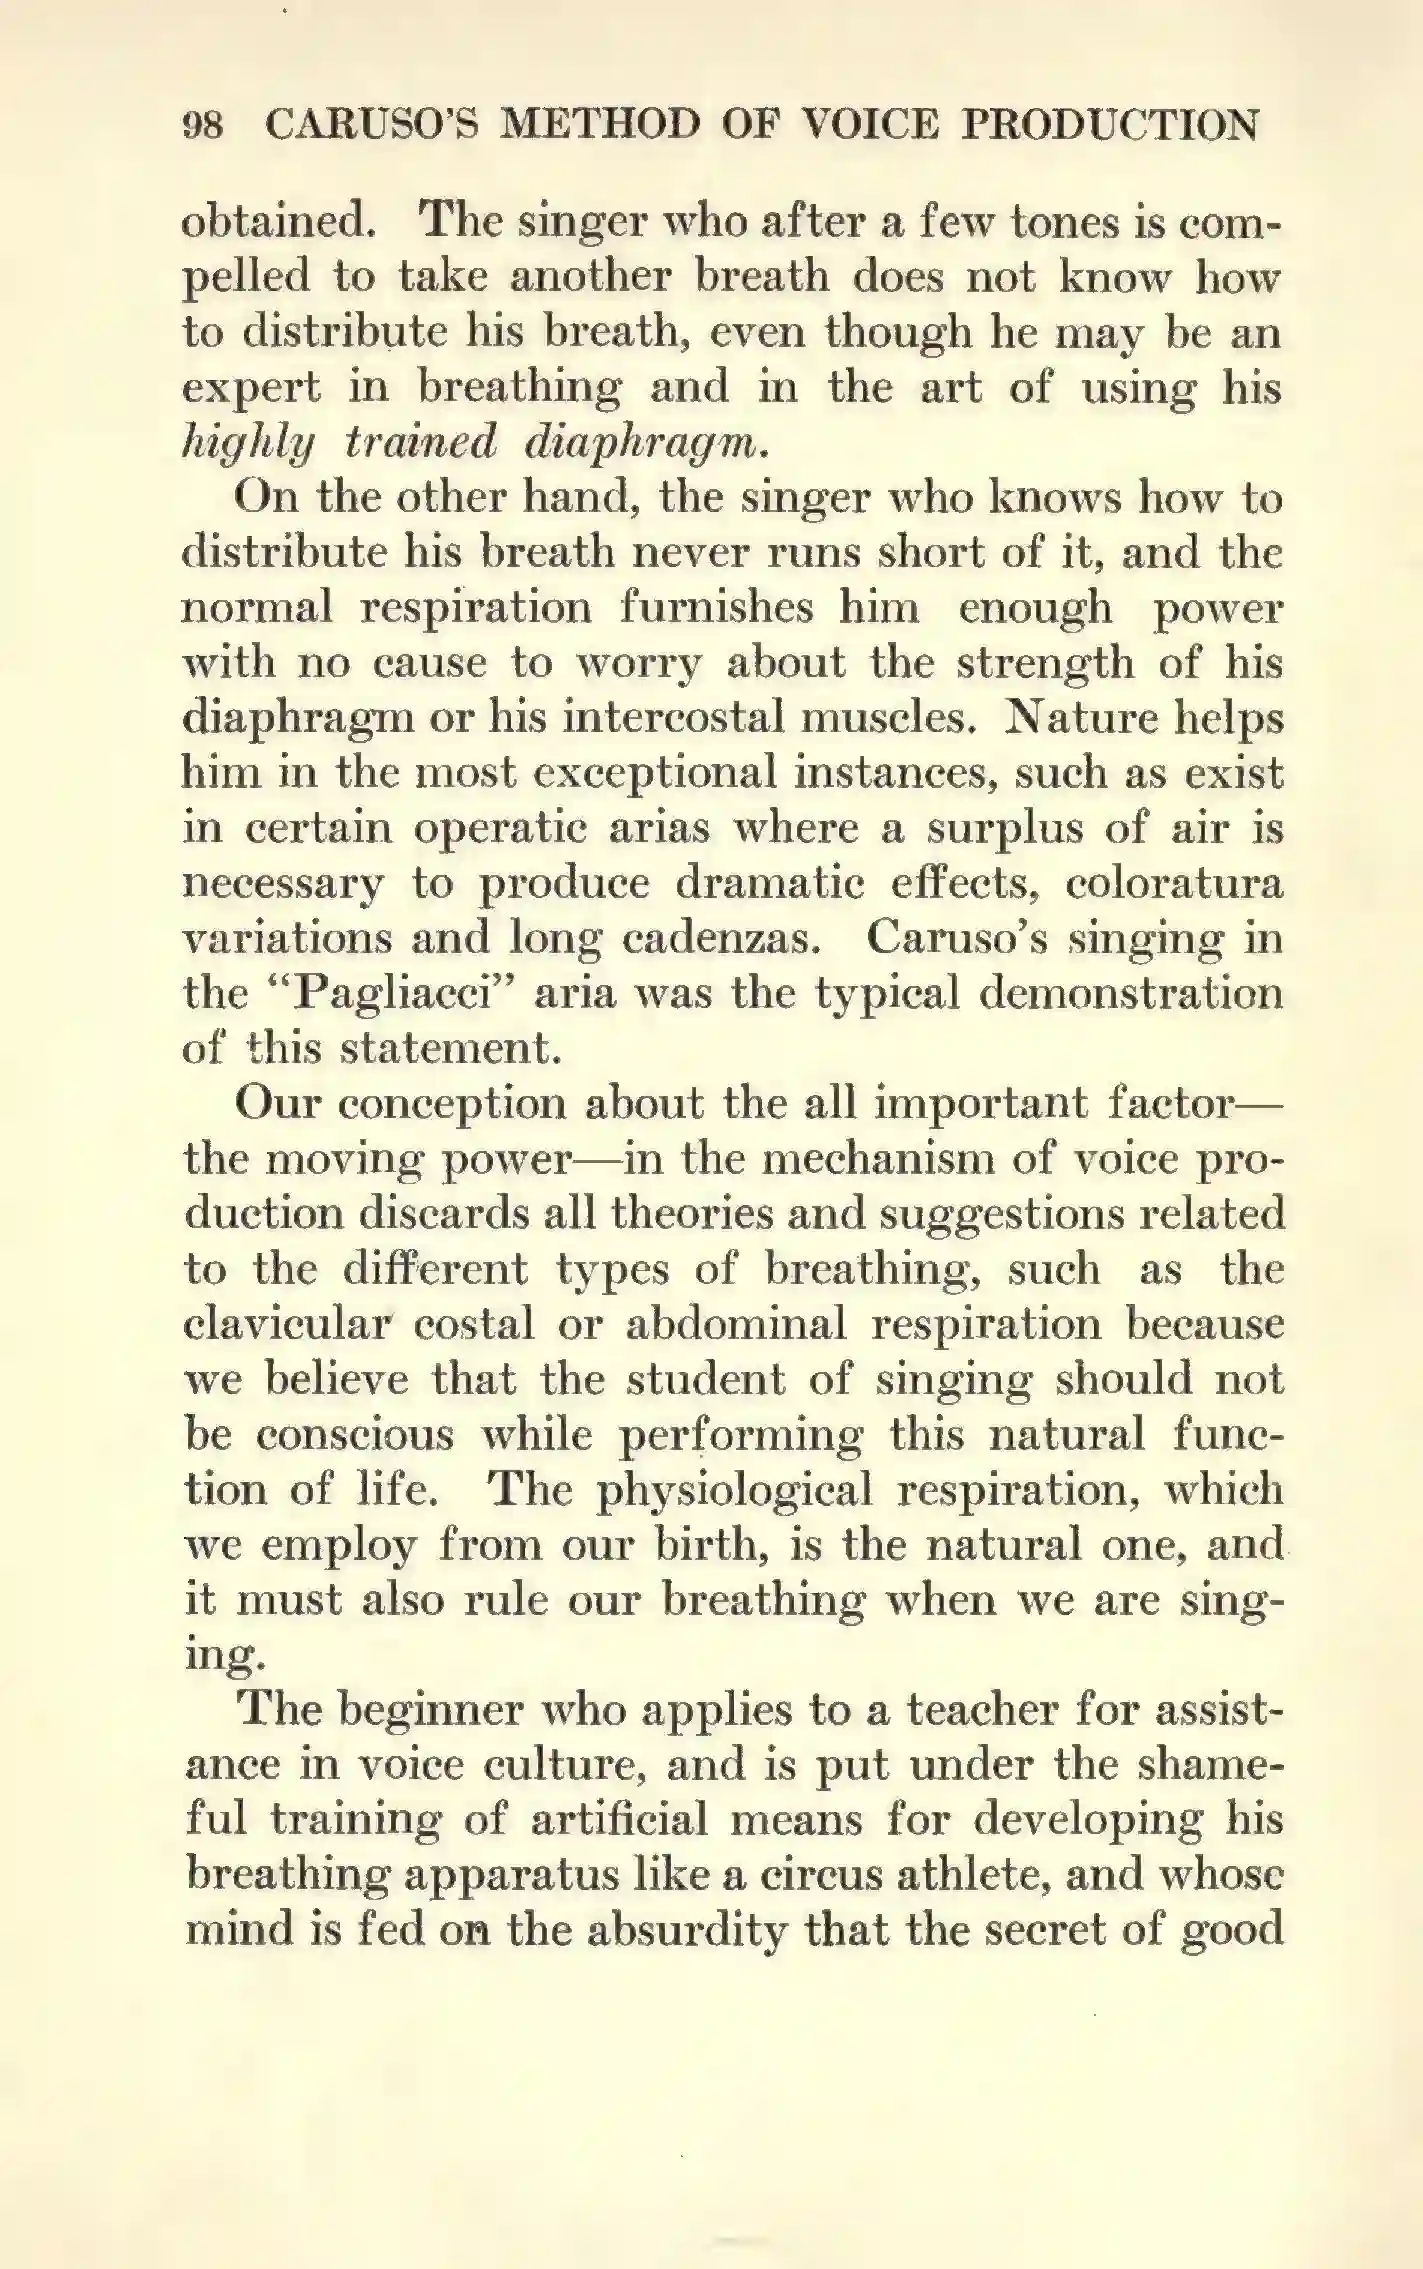 98 CARUSO'S METHOD OF VOICE PRODUCTION
obtained. The singer who after a few tones is com-
pelled to take another breath does not know how
to distribute his breath, even though he may be an
expert in breathing and in the art of using his
highly trained diaphragm.
On the other hand, the singer who knows how to
distribute his breath never runs short of it, and the
normal respiration furnishes him enough power
with no cause to worry about the strength of his
diaphragm or his intercostal muscles. Nature helps
him in the most exceptional instances, such as exist
in certain operatic arias where a surplus of air is
necessary to produce dramatic effects, coloratura
variations and long cadenzas. Caruso's singing in
the "Pagliacci" aria was the typical demonstration
of this statement.
Our conception about the all important factor—
the moving power—in the mechanism of voice pro-
duction discards all theories and suggestions related
to the different types of breathing, such as the
clavicular costal or abdominal respiration because
we believe that the student of singing should not
be conscious while performing this natural func-
tion of life. The physiological respiration, which
we employ from our birth, is the natural one, and
it must also rule our breathing when we are sing-
ing.
The beginner who applies to a teacher for assist-
ance in voice culture, and is put under the shame-
ful training of artificial means for developing his
breathing apparatus like a circus athlete, and whose
mind is fed on the absurdity that the secret of good